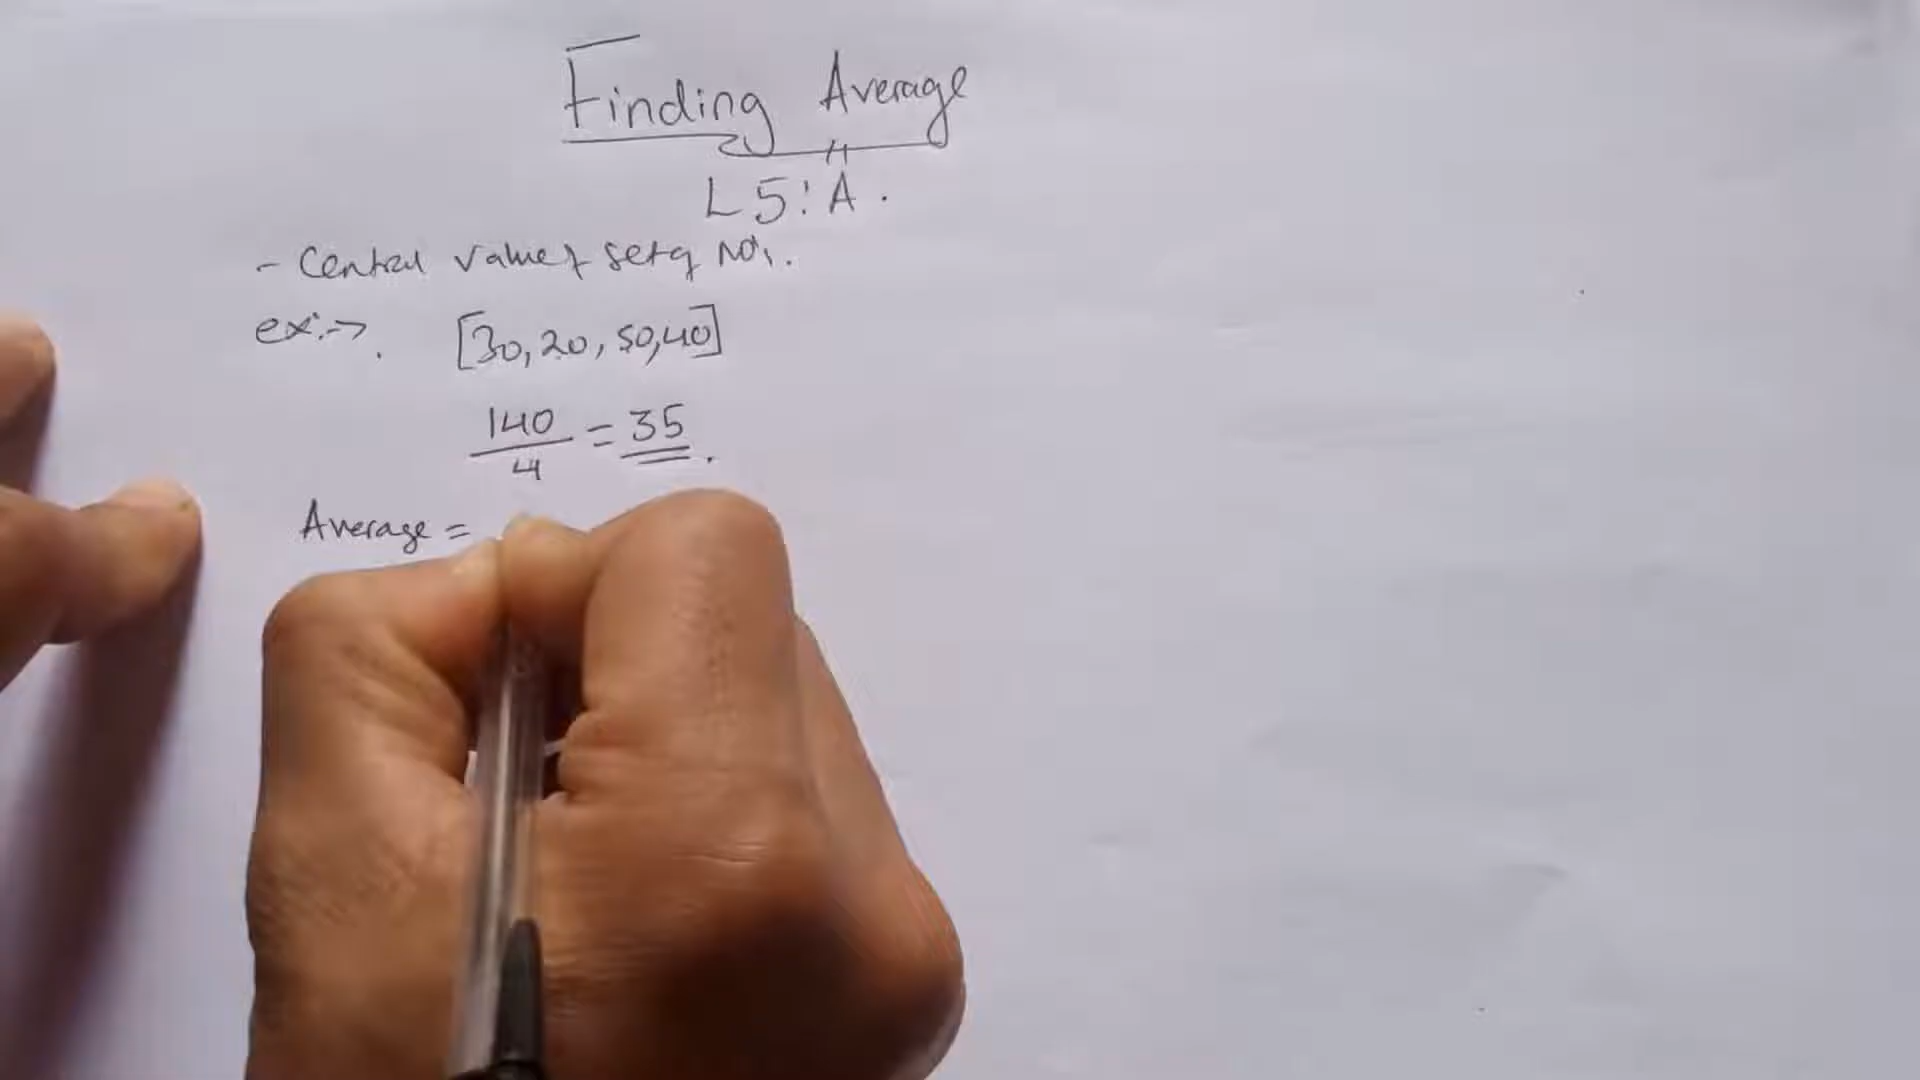 Finding Average
L5:A.
- Central value of set of No's.
ex:->. [30, 20, 50, 40]
140
4 = 35.
Average =